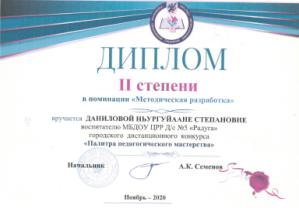 ДИПЛОМ
II степени
в номинации «Методическая разработка»
вручается ДАНИЛОВОЙ НЬУРГУЙААНЕ СТЕПАНОВНЕ
воспитателю МБДОУ ЦРР Д/с №5 «Радуга»
городского дистанционного конкурса
«Палитра педагогического мастерства»
Начальник А.К. Семенов
Ноябрь – 2020